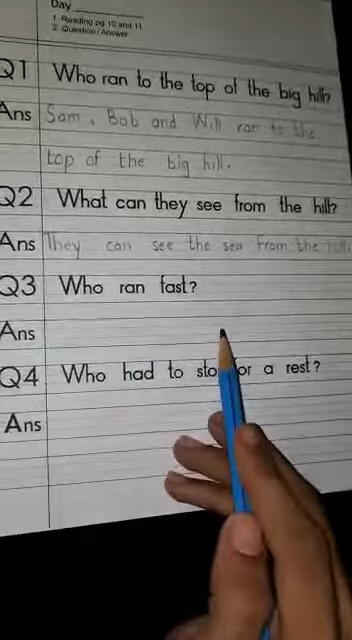 Day
1. Reading pg 10 and 11
2. Question/Answer
Q1 Who ran to the top of the big hill?
Ans Sam, Bob and Will ran to the
top of the big hill.
Q2 What can they see from the hill?
Ans They can see the sea from the hill.
Q3 Who ran fast?
Ans
Q4 Who had to for a rest?
Ans